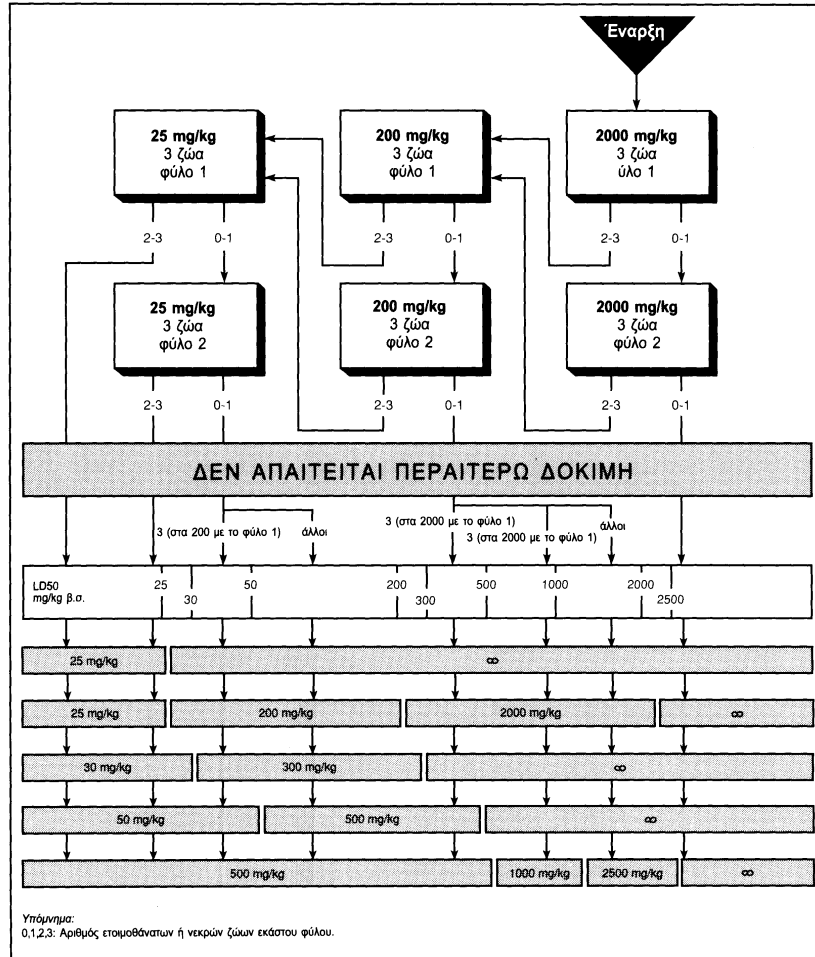 Έναρξη
25 mg/kg
3 ζώα
φύλο 1
200 mg/kg
3 ζώα
φύλο 1
2000 mg/kg
3 ζώα
ύλο 1
2-3 0-1 2-3 0-1 2-3 0-1
25 mg/kg
3 ζώα
φύλο 2
200 mg/kg
3 ζώα
φύλο 2
2000 mg/kg
3 ζώα
φύλο 2
2-3 0-1 2-3 0-1 2-3 0-1
ΔΕΝ ΑΠΑΙΤΕΙΤΑΙ ΠΕΡΑΙΤΕΡΩ ΔΟΚΙΜΗ
3 (στα 200 με το φύλο 1) άλλοι
3 (στα 2000 με το φύλο 1) άλλοι
3 (στα 2000 με το φύλο 1)
LD50 25 50 200 500 1000 2000
mg/kg β.σ. 30 300 2500
25 mg/kg ∞
25 mg/kg 200 mg/kg 2000 mg/kg ∞
30 mg/kg 300 mg/kg ∞
50 mg/kg 500 mg/kg ∞
500 mg/kg 1000 mg/kg 2500 mg/kg ∞
Υπόμνημα:
0,1,2,3: Αριθμός ετοιμοθάνατων ή νεκρών ζώων εκάστου φύλου.